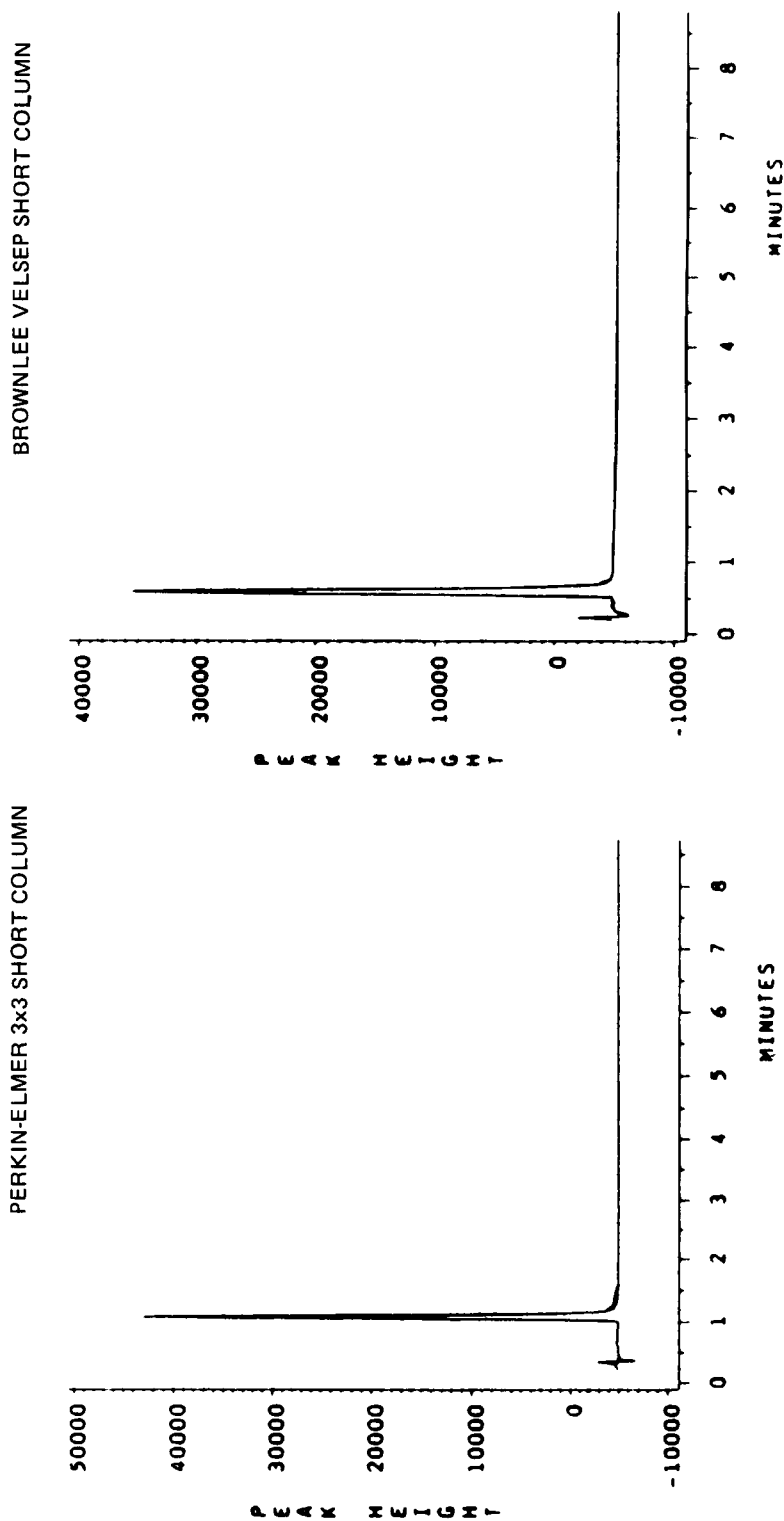 PERKIN-ELMER 3x3 SHORT COLUMN
50000
40000
30000
20000
10000
0
-10000
PEAK HEIGHT
0 1 2 3 4 5 6 7 8
MINUTES
BROWNLEE VELSEP SHORT COLUMN
40000
30000
20000
10000
0
-10000
PEAK HEIGHT
0 1 2 3 4 5 6 7 8
MINUTES